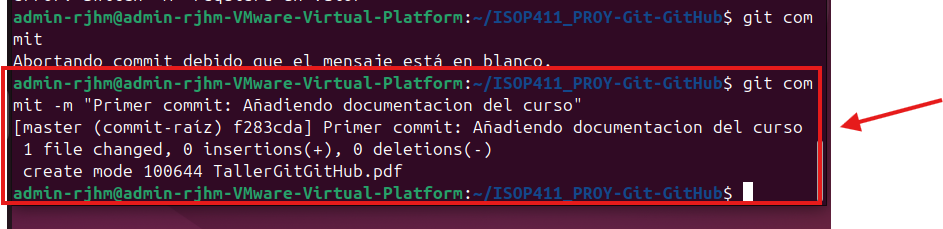 admin-rjhm@admin-rjhm-VMware-Virtual-Platform:~/ISOP411_PROY-Git-GitHub$ git com
mit
Abortando commit debido que el mensaje está en blanco.
admin-rjhm@admin-rjhm-VMware-Virtual-Platform:~/ISOP411_PROY-Git-GitHub$ git com
mit -m "Primer commit: Añadiendo documentacion del curso"
[master (commit-raíz) f283cda] Primer commit: Añadiendo documentacion del curso
 1 file changed, 0 insertions(+), 0 deletions(-)
 create mode 100644 TallerGitGitHub.pdf
admin-rjhm@admin-rjhm-VMware-Virtual-Platform:~/ISOP411_PROY-Git-GitHub$